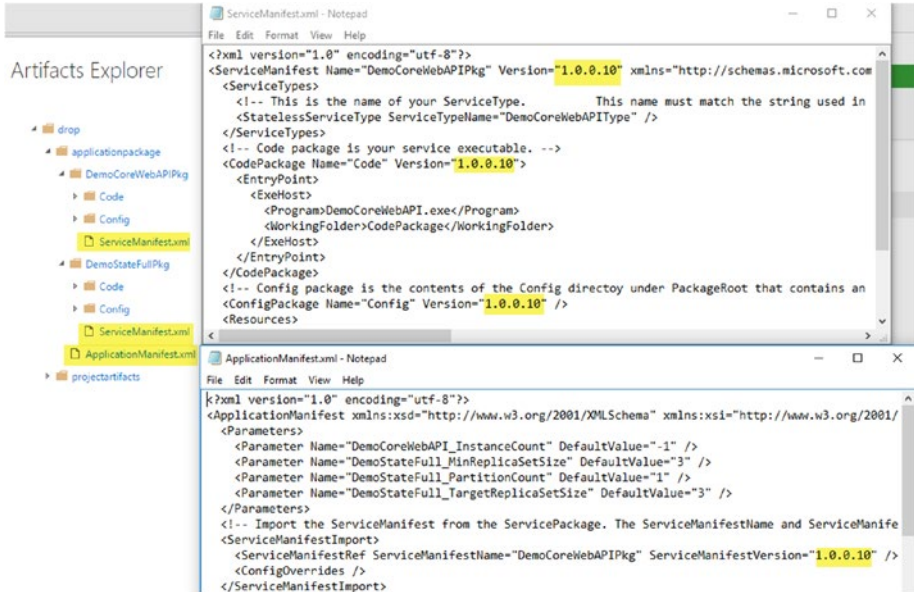 Artifacts Explorer
drop
applicationpackage
DemoCoreWebAPIPkg
Code
Config
ServiceManifest.xml
DemoStateFullPkg
Code
Config
ServiceManifest.xml
ApplicationManifest.xml
projectartifacts
ServiceManifest.xml - Notepad
File Edit Format View Help
<?xml version="1.0" encoding="utf-8"?>
<ServiceManifest Name="DemoCoreWebAPIPkg" Version="1.0.0.10" xmlns="http://schemas.microsoft.com
<ServiceTypes>
<!-- This is the name of your ServiceType. This name must match the string used in
<StatelessServiceType ServiceTypeName="DemoCoreWebAPIType" />
</ServiceTypes>
<!-- Code package is your service executable. -->
<CodePackage Name="Code" Version="1.0.0.10">
<EntryPoint>
<ExeHost>
<Program>DemoCoreWebAPI.exe</Program>
<WorkingFolder>CodePackage</WorkingFolder>
</ExeHost>
</EntryPoint>
</CodePackage>
<!-- Config package is the contents of the Config directoy under PackageRoot that contains an
<ConfigPackage Name="Config" Version="1.0.0.10" />
<Resources>
ApplicationManifest.xml - Notepad
File Edit Format View Help
<?xml version="1.0" encoding="utf-8"?>
<ApplicationManifest xmlns:xsd="http://www.w3.org/2001/XMLSchema" xmlns:xsi="http://www.w3.org/2001/
<Parameters>
<Parameter Name="DemoCoreWebAPI_InstanceCount" DefaultValue="-1" />
<Parameter Name="DemoStateFull_MinReplicaSetSize" DefaultValue="3" />
<Parameter Name="DemoStateFull_PartitionCount" DefaultValue="1" />
<Parameter Name="DemoStateFull_TargetReplicaSetSize" DefaultValue="3" />
</Parameters>
<!-- Import the ServiceManifest from the ServicePackage. The ServiceManifestName and ServiceManife
<ServiceManifestImport>
<ServiceManifestRef ServiceManifestName="DemoCoreWebAPIPkg" ServiceManifestVersion="1.0.0.10" />
<ConfigOverrides />
</ServiceManifestImport>